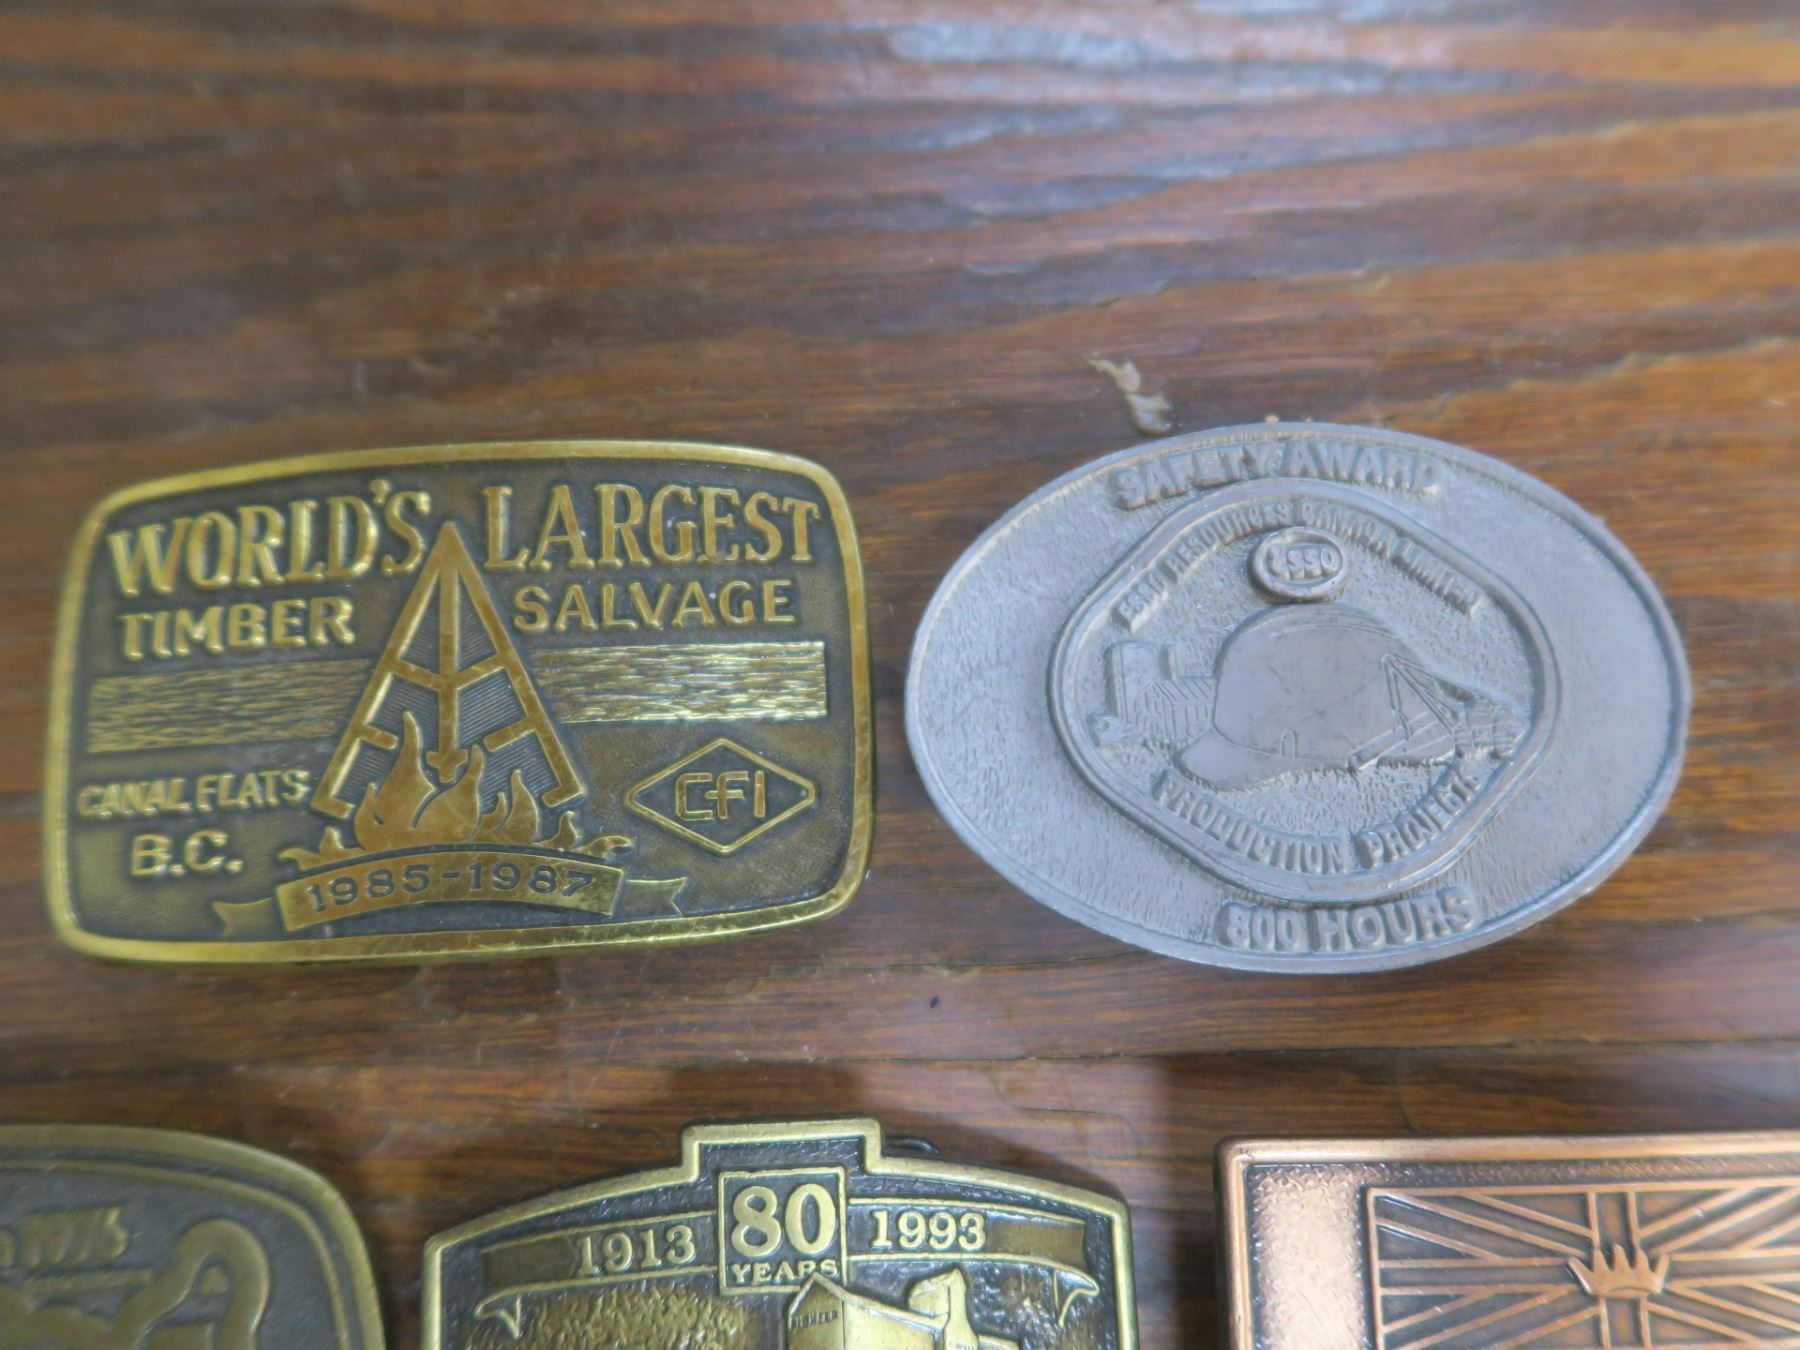 WORLD'S LARGEST
TIMBER SALVAGE
CANAL FLATS
B.C.
CFI
1985-1987
SAFETY AWARD
ESSO RESOURCES CANADA LIMITED
Esso
PRODUCTION PROJECTS
800 HOURS
1913 80 1993
YEARS
PIONEER